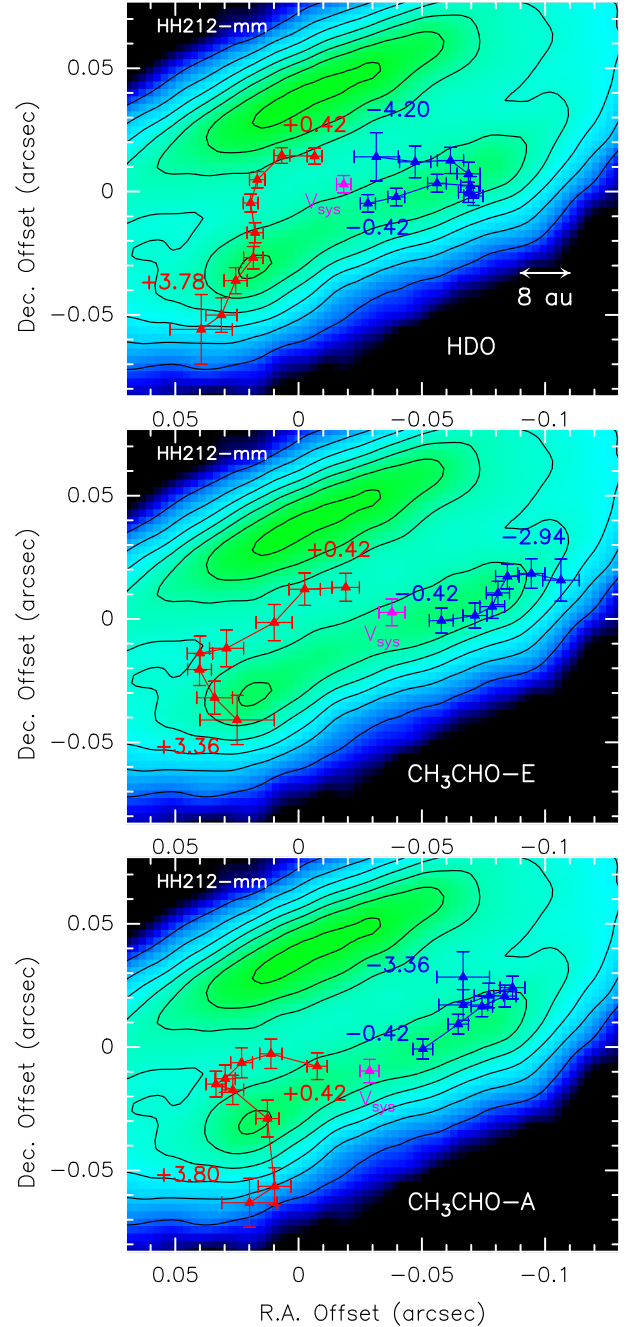 HH212-mm
0.05
−4.20
+0.42
Vsys
0
Dec. Offset (arcsec)
−0.42
+3.78
8 au
−0.05
HDO
0.05 0 −0.05 −0.1
HH212-mm
0.05
+0.42
−2.94
−0.42
Vsys
0
Dec. Offset (arcsec)
−0.05
+3.36
CH₃CHO−E
0.05 0 −0.05 −0.1
HH212-mm
0.05
−3.36
−0.42
0
Dec. Offset (arcsec)
+0.42
Vsys
+3.80
−0.05
CH₃CHO−A
0.05 0 −0.05 −0.1
R.A. Offset (arcsec)